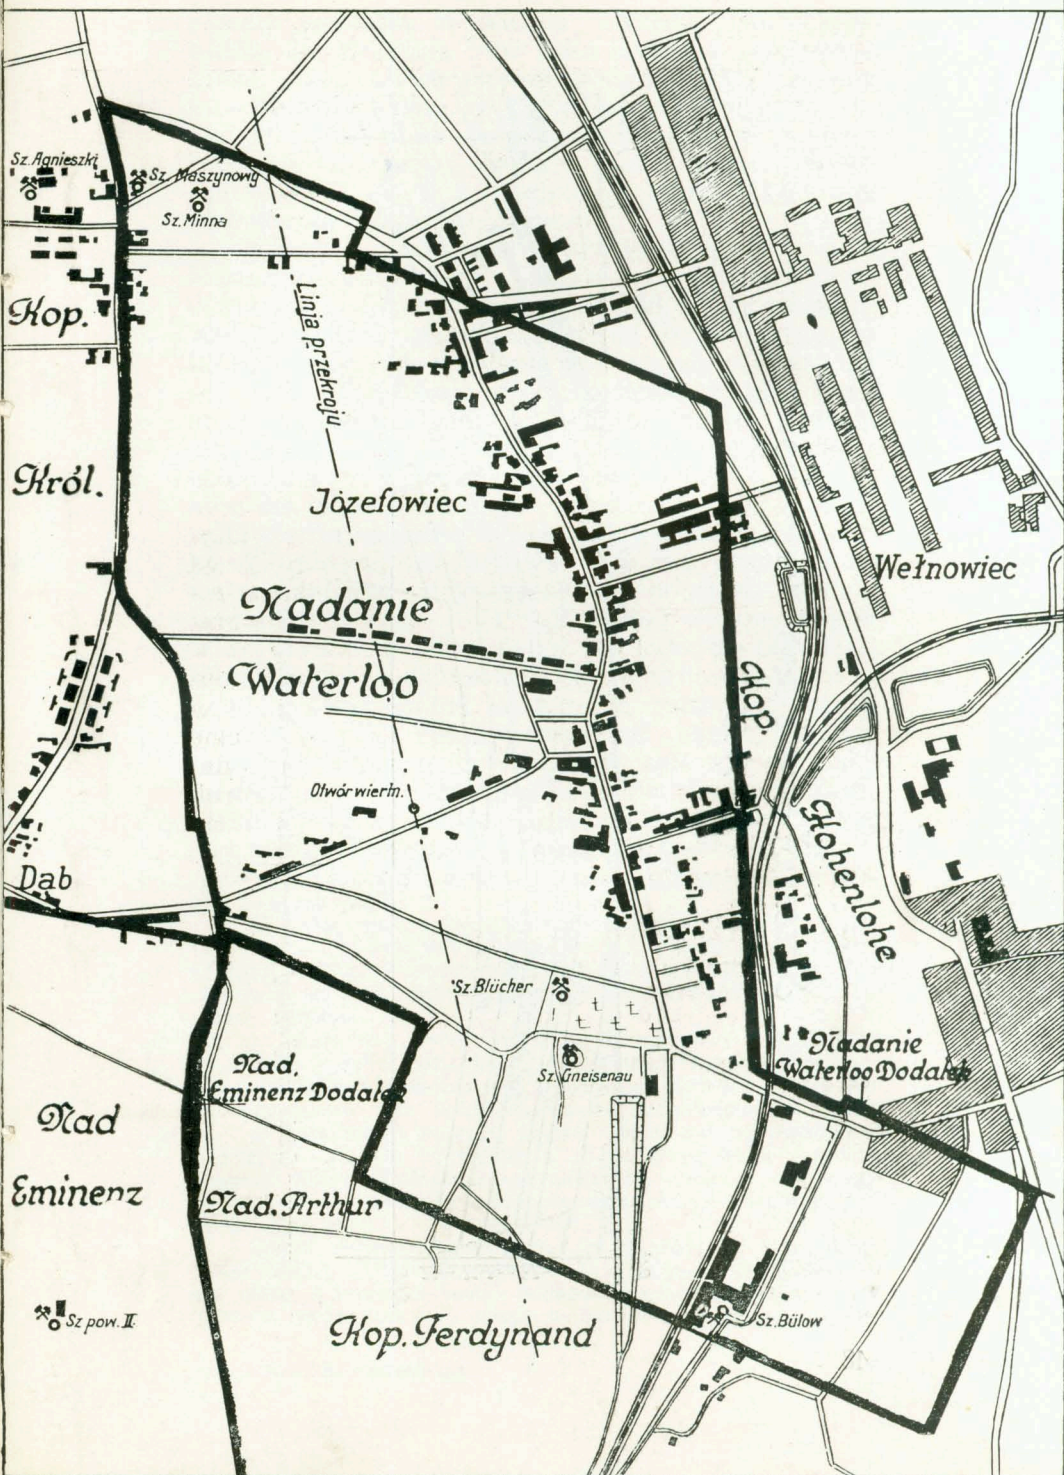 Sz. Agnieszki
Sz. Maszynowy
Sz. Minna
Kop.
Linja przekroju
Król.
Józefowiec
Wełnowiec
Nadanie
Waterloo
Kop.
Otwór wiertn.
Hohenlohe
Dab
Sz. Blücher
Sz. Gneisenau
Nadanie
Waterloo Dodatek
Nad.
Eminenz Dodatek
Nad
Eminenz
Nad. Arthur
Sz pow. II.
Kop. Ferdynand
Sz. Bülow